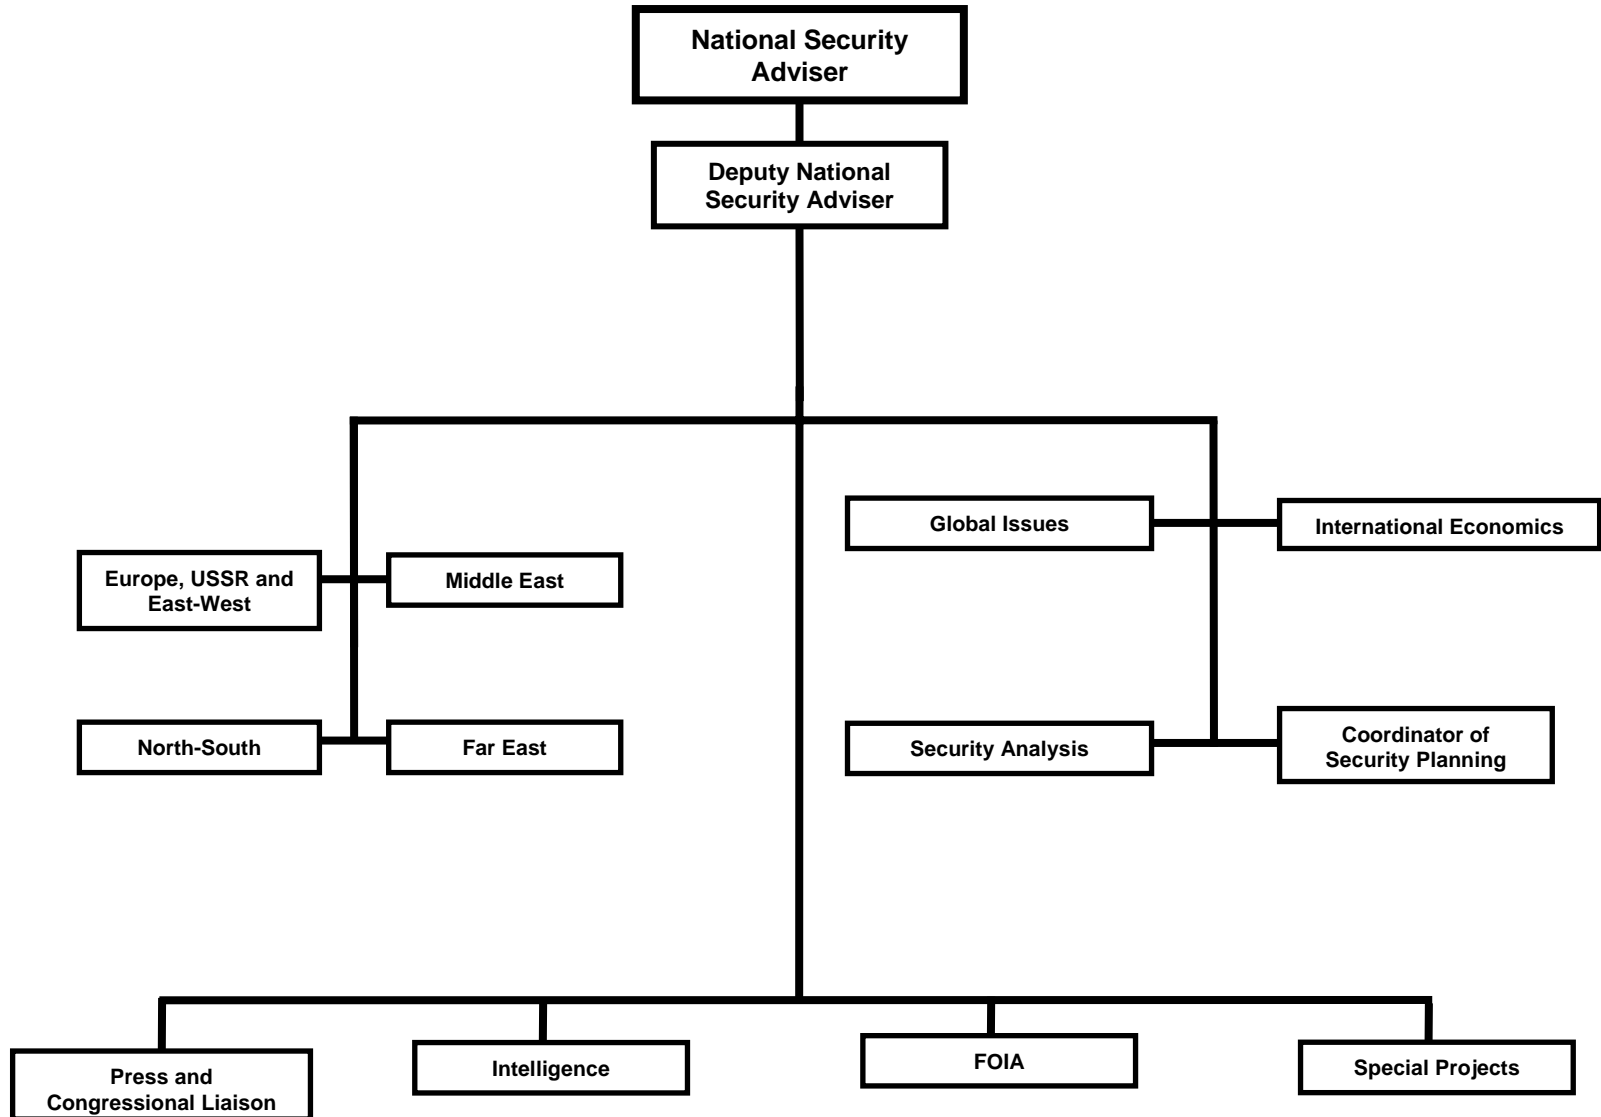 National Security
Adviser
Deputy National
Security Adviser
Global Issues
International Economics
Europe, USSR and
East-West
Middle East
North-South
Far East
Security Analysis
Coordinator of
Security Planning
Press and
Congressional Liaison
Intelligence
FOIA
Special Projects